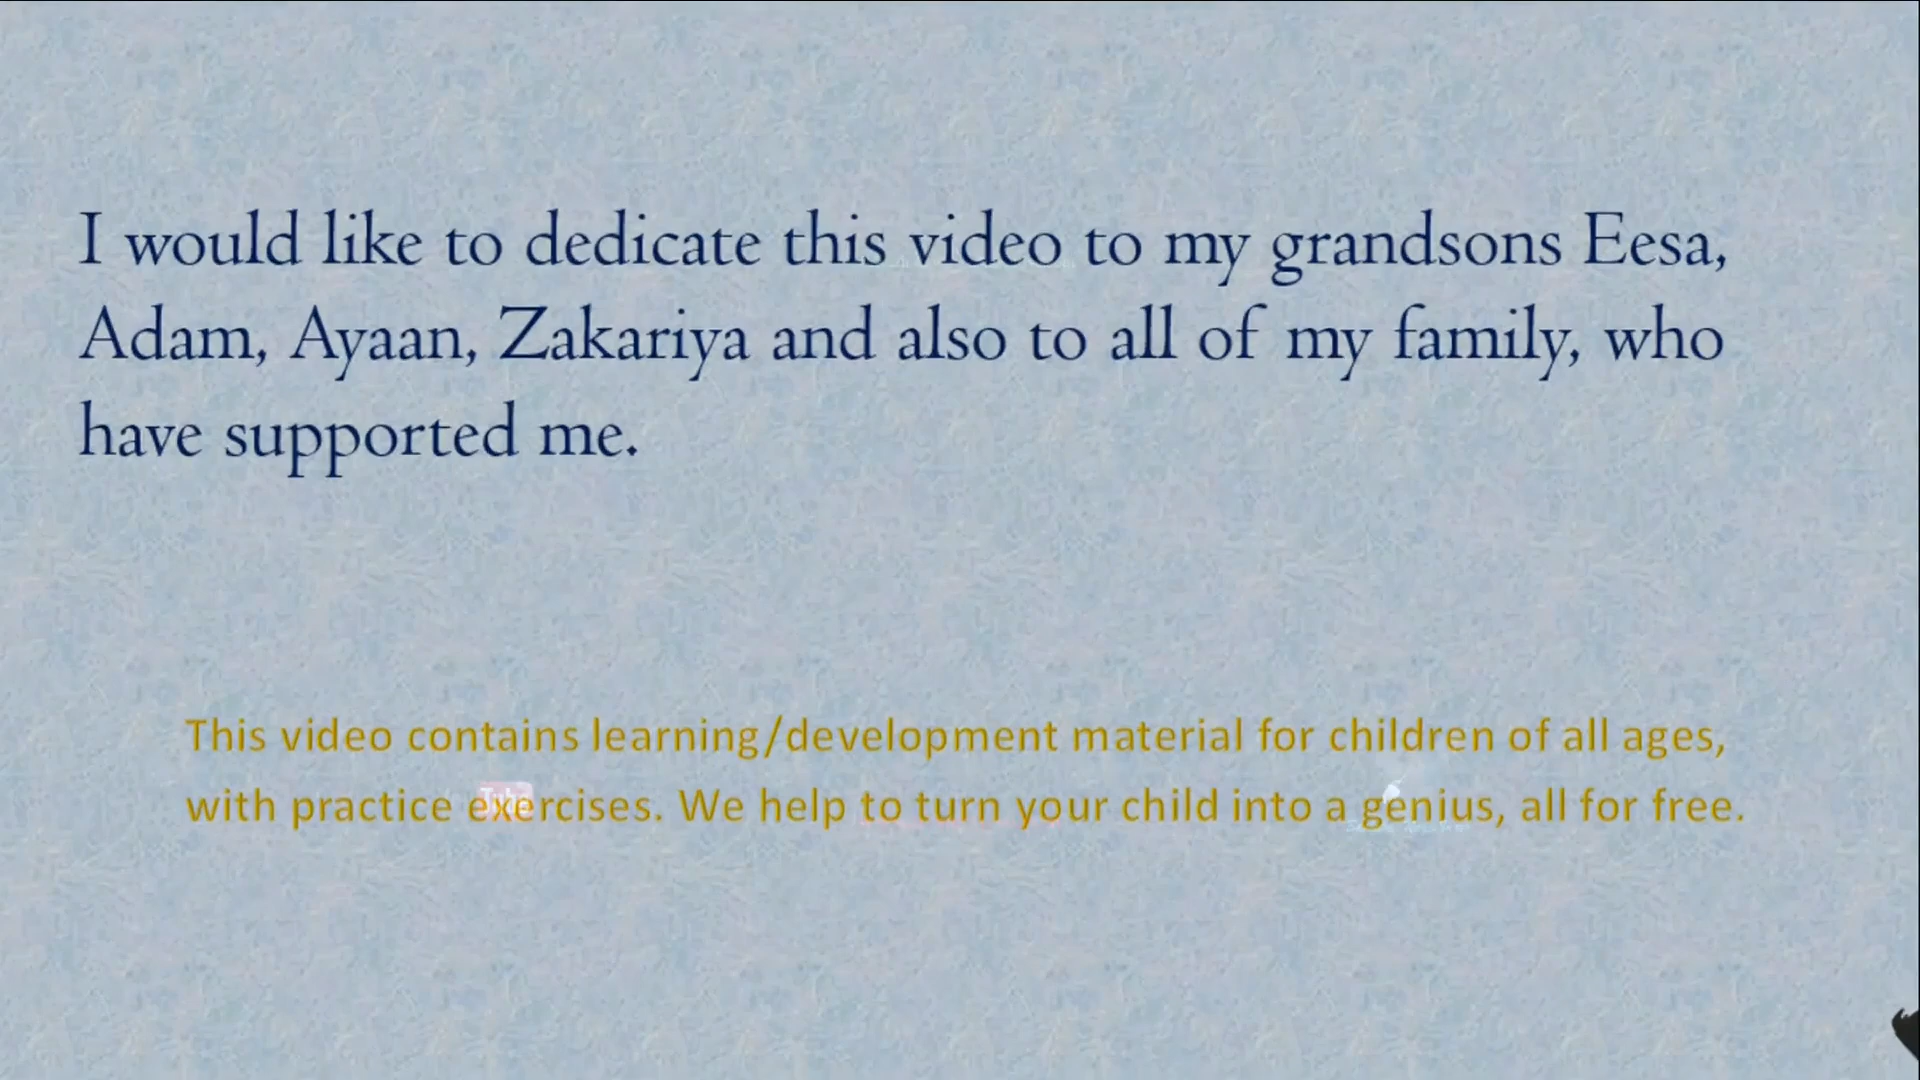 I would like to dedicate this video to my grandsons Eesa,
Adam, Ayaan, Zakariya and also to all of my family, who
have supported me.
This video contains learning/development material for children of all ages,
with practice exercises. We help to turn your child into a genius, all for free.